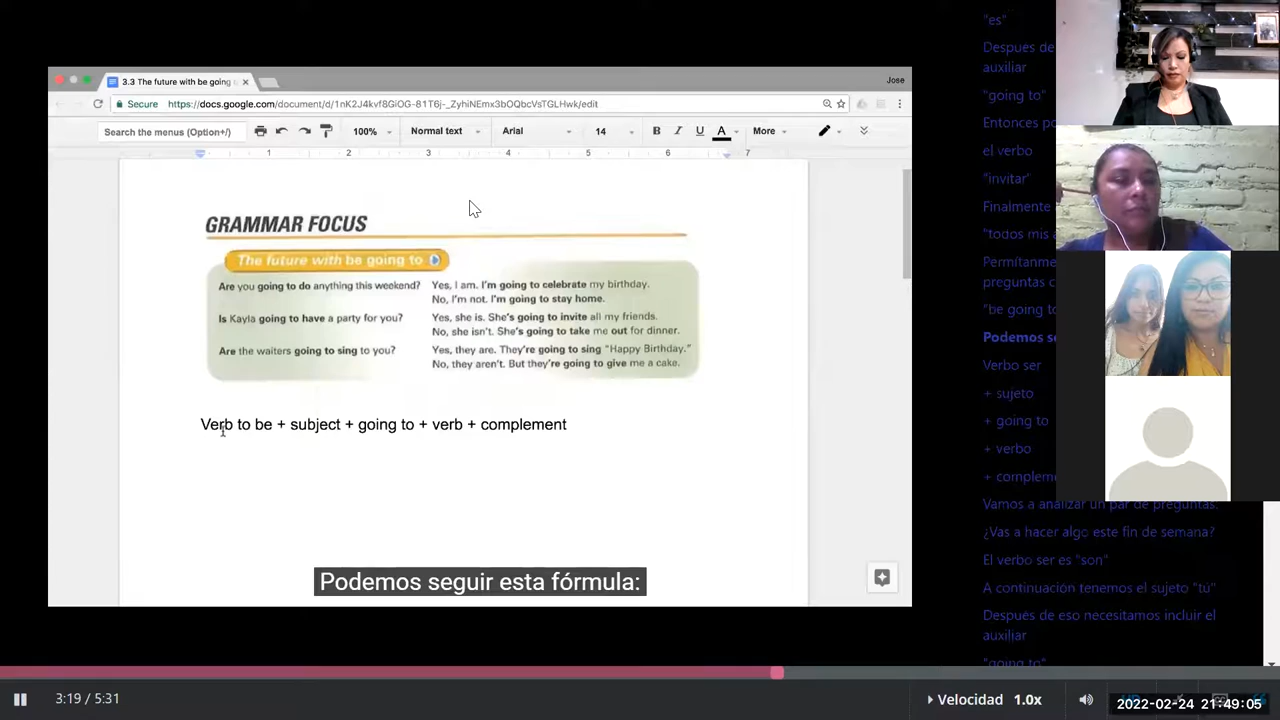 3.3 The future with be going
Jose
Secure https://docs.google.com/document/d/1nK2J4kvf8GiOG-81T6j-_ZyhiNEmx3bOQbcVsTGLHwk/edit
Search the menus (Option+/) 100% Normal text Arial 14 B I U A More
1 2 3 4 5 6 7
GRAMMAR FOCUS
The future with be going to
Are you going to do anything this weekend? Yes, I am. I'm going to celebrate my birthday.
No, I'm not. I'm going to stay home.
Is Kayla going to have a party for you? Yes, she is. She's going to invite all my friends.
No, she isn't. She's going to take me out for dinner.
Are the waiters going to sing to you? Yes, they are. They're going to sing "Happy Birthday."
No, they aren't. But they're going to give me a cake.
Verb to be + subject + going to + verb + complement
Podemos seguir esta fórmula:
"es"
Después de
auxiliar
"going to"
Entonces
el verbo
"invitar"
Finalmente
"todos mis
preguntas
"be going to
Podemos
Verbo ser
+ sujeto
+ going to
+ verbo
Vamos a analizar un par de preguntas.
¿Vas a hacer algo este fin de semana?
El verbo ser es "son"
A continuación tenemos el sujeto "tú"
Después de eso necesitamos incluir el
auxiliar
"going to"
3:19 / 5:31
Velocidad 1.0x
2022-02-24 21:49:05